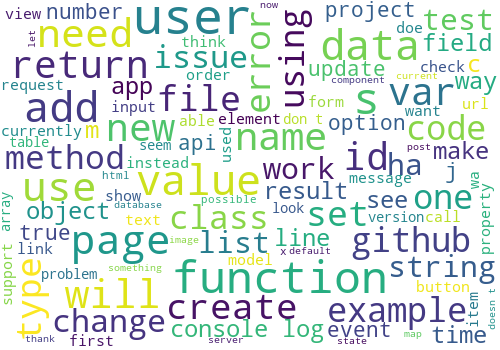 view number user error using project doe test
let now
need data think update check field c
return issue order var way
request app input able element don t form want code url
add file new api option current component
currently m name id ha post make j
table seem instead used work message wa
method value result see one property
html show database possible look version call
array use object class set github
true text list line string
support link page model x default button item
type problem image function example
will something create event time doesn t
change console log state map
thank first server
s